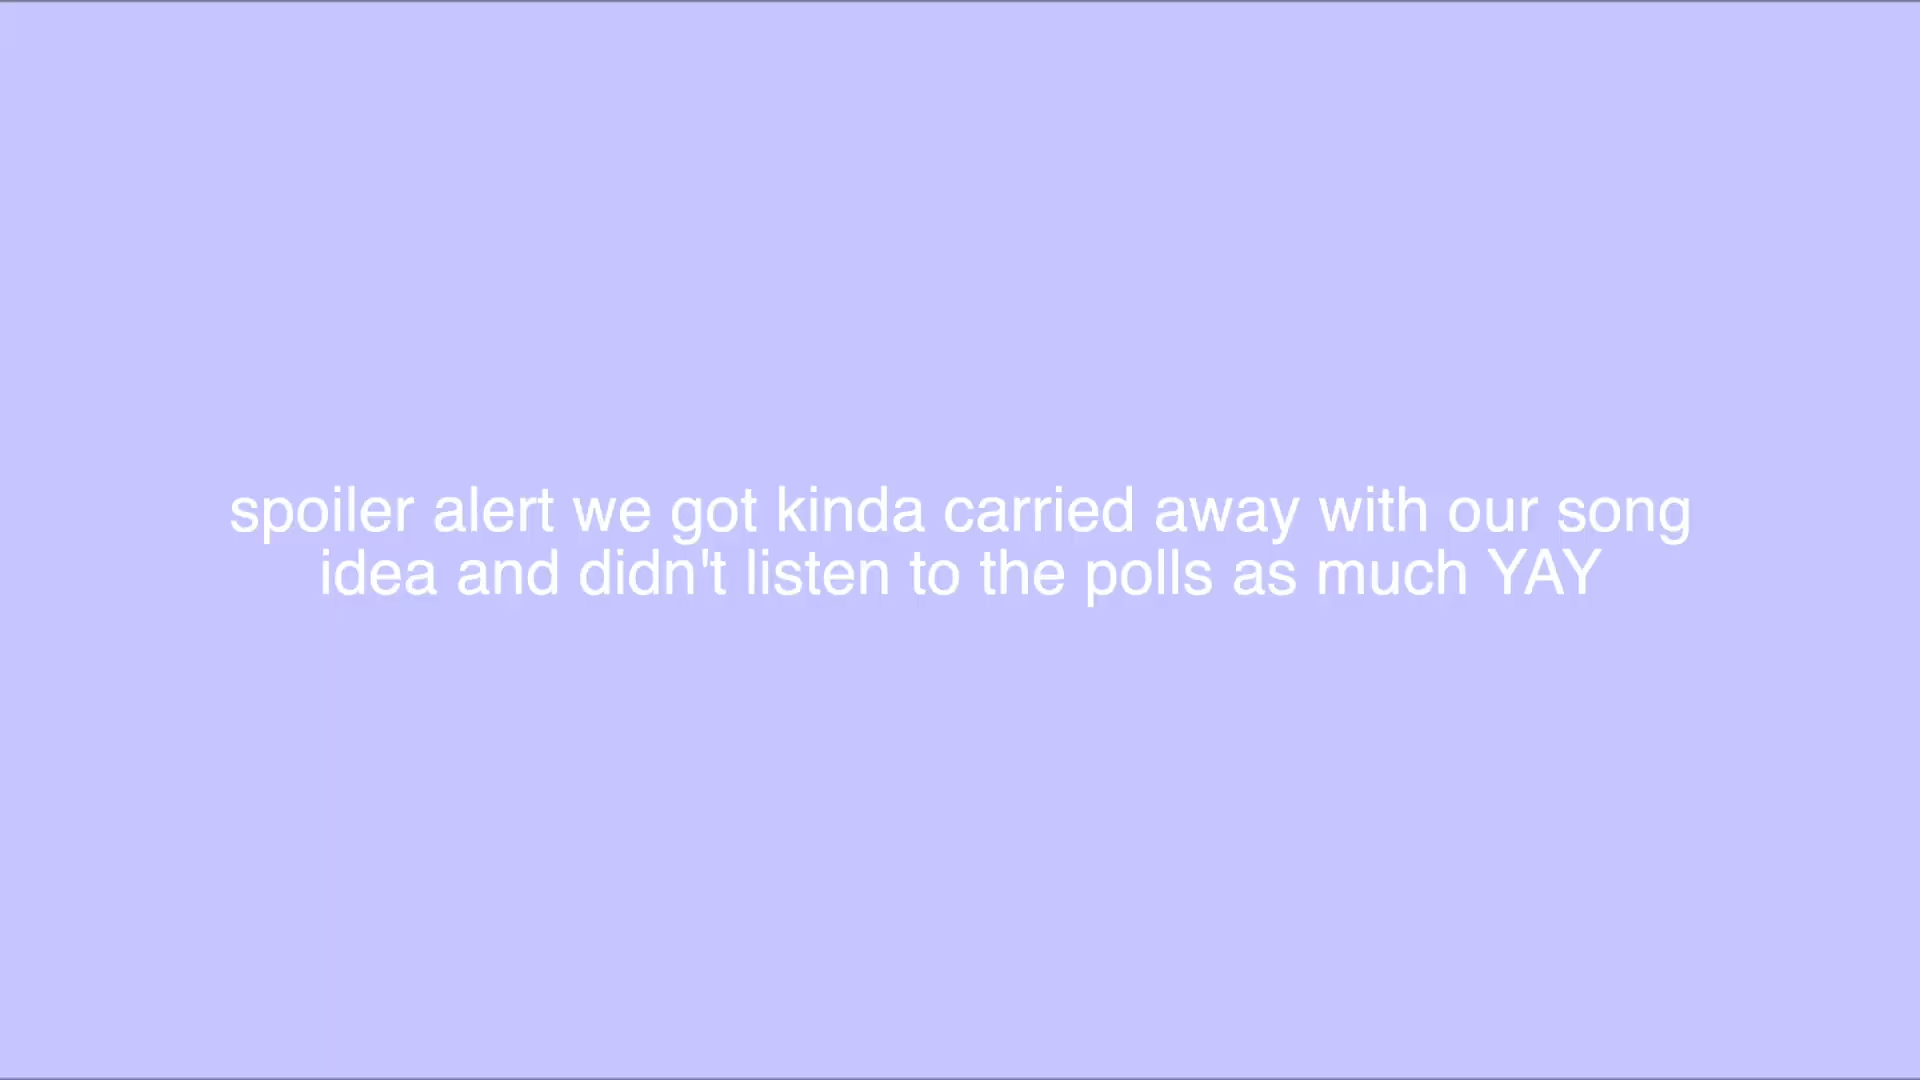 spoiler alert we got kinda carried away with our song
idea and didn't listen to the polls as much YAY